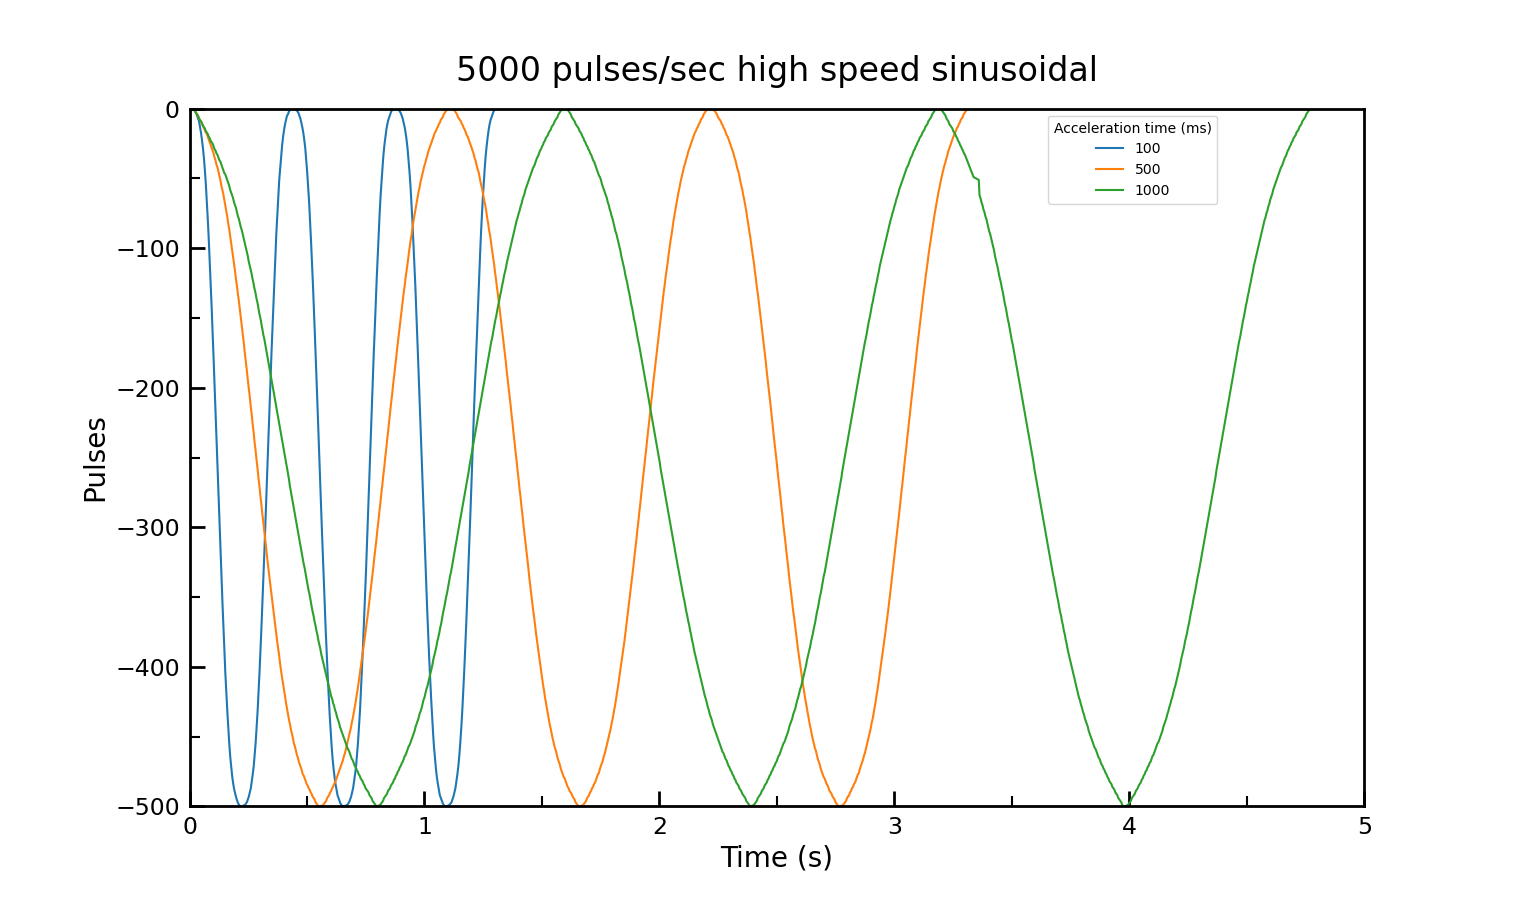 5000 pulses/sec high speed sinusoidal
Acceleration time (ms)
100
500
1000
0
−100
−200
−300
−400
−500
Pulses
0 1 2 3 4 5
Time (s)